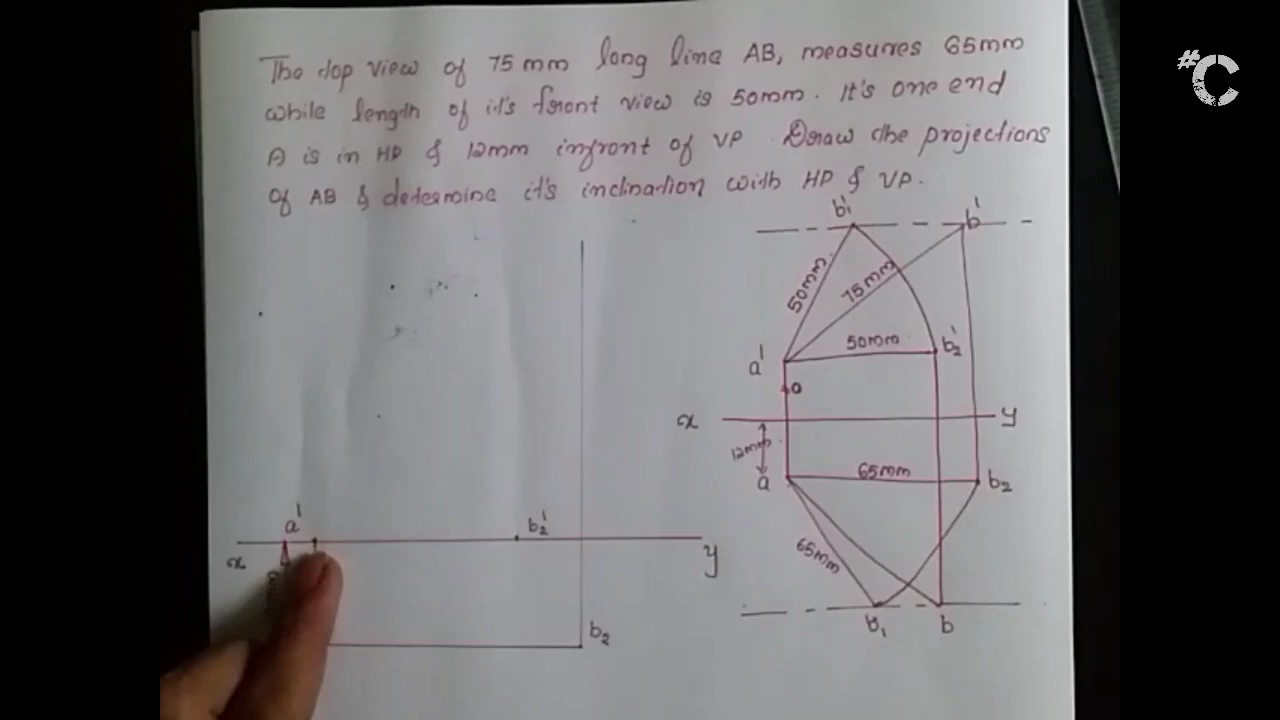 The top view of 75mm long line AB, measures 65mm
while length of it's front view is 50mm. It's one end
A is in HP & 12mm infront of VP. Draw the projections
of AB & determine it's inclination with HP & VP.
#C
b1' b'
50mm 75mm
50mm b2'
a'
o
x y
12mm
65mm
a b2
65mm
b1 b
a' b2'
x y
b2